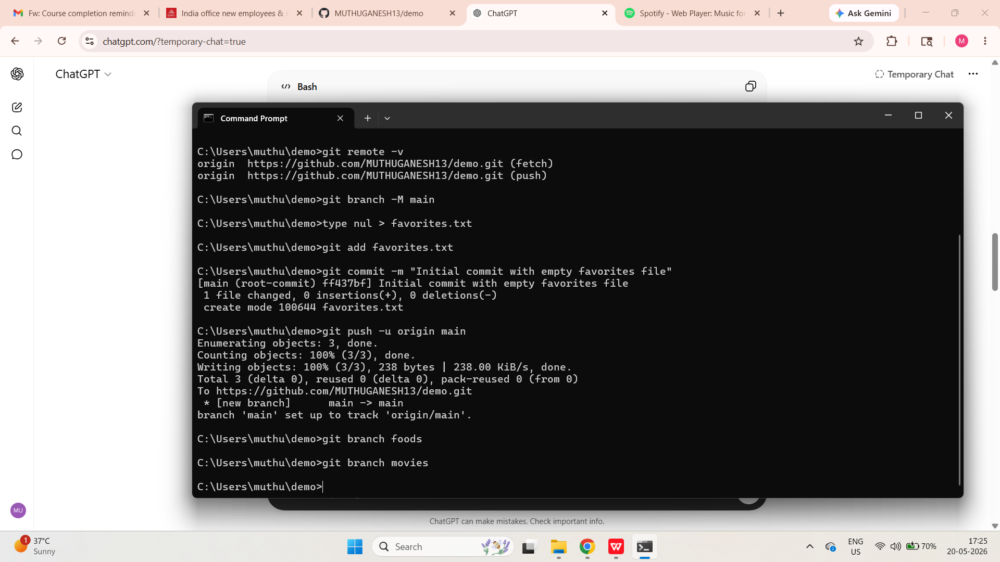 Fw: Course completion reminde
India office new employees & i
MUTHUGANESH13/demo
ChatGPT
Spotify - Web Player: Music for
Ask Gemini
chatgpt.com/?temporary-chat=true
M
ChatGPT
Temporary Chat
Bash
Command Prompt
C:\Users\muthu\demo>git remote -v
origin  https://github.com/MUTHUGANESH13/demo.git (fetch)
origin  https://github.com/MUTHUGANESH13/demo.git (push)
C:\Users\muthu\demo>git branch -M main
C:\Users\muthu\demo>type nul > favorites.txt
C:\Users\muthu\demo>git add favorites.txt
C:\Users\muthu\demo>git commit -m "Initial commit with empty favorites file"
[main (root-commit) ff437bf] Initial commit with empty favorites file
 1 file changed, 0 insertions(+), 0 deletions(-)
 create mode 100644 favorites.txt
C:\Users\muthu\demo>git push -u origin main
Enumerating objects: 3, done.
Counting objects: 100% (3/3), done.
Writing objects: 100% (3/3), 238 bytes | 238.00 KiB/s, done.
Total 3 (delta 0), reused 0 (delta 0), pack-reused 0 (from 0)
To https://github.com/MUTHUGANESH13/demo.git
 * [new branch]      main -> main
branch 'main' set up to track 'origin/main'.
C:\Users\muthu\demo>git branch foods
C:\Users\muthu\demo>git branch movies
C:\Users\muthu\demo>
MU
ChatGPT can make mistakes. Check important info.
1
37°C
Sunny
Search
ENG
US
70%
17:25
20-05-2026